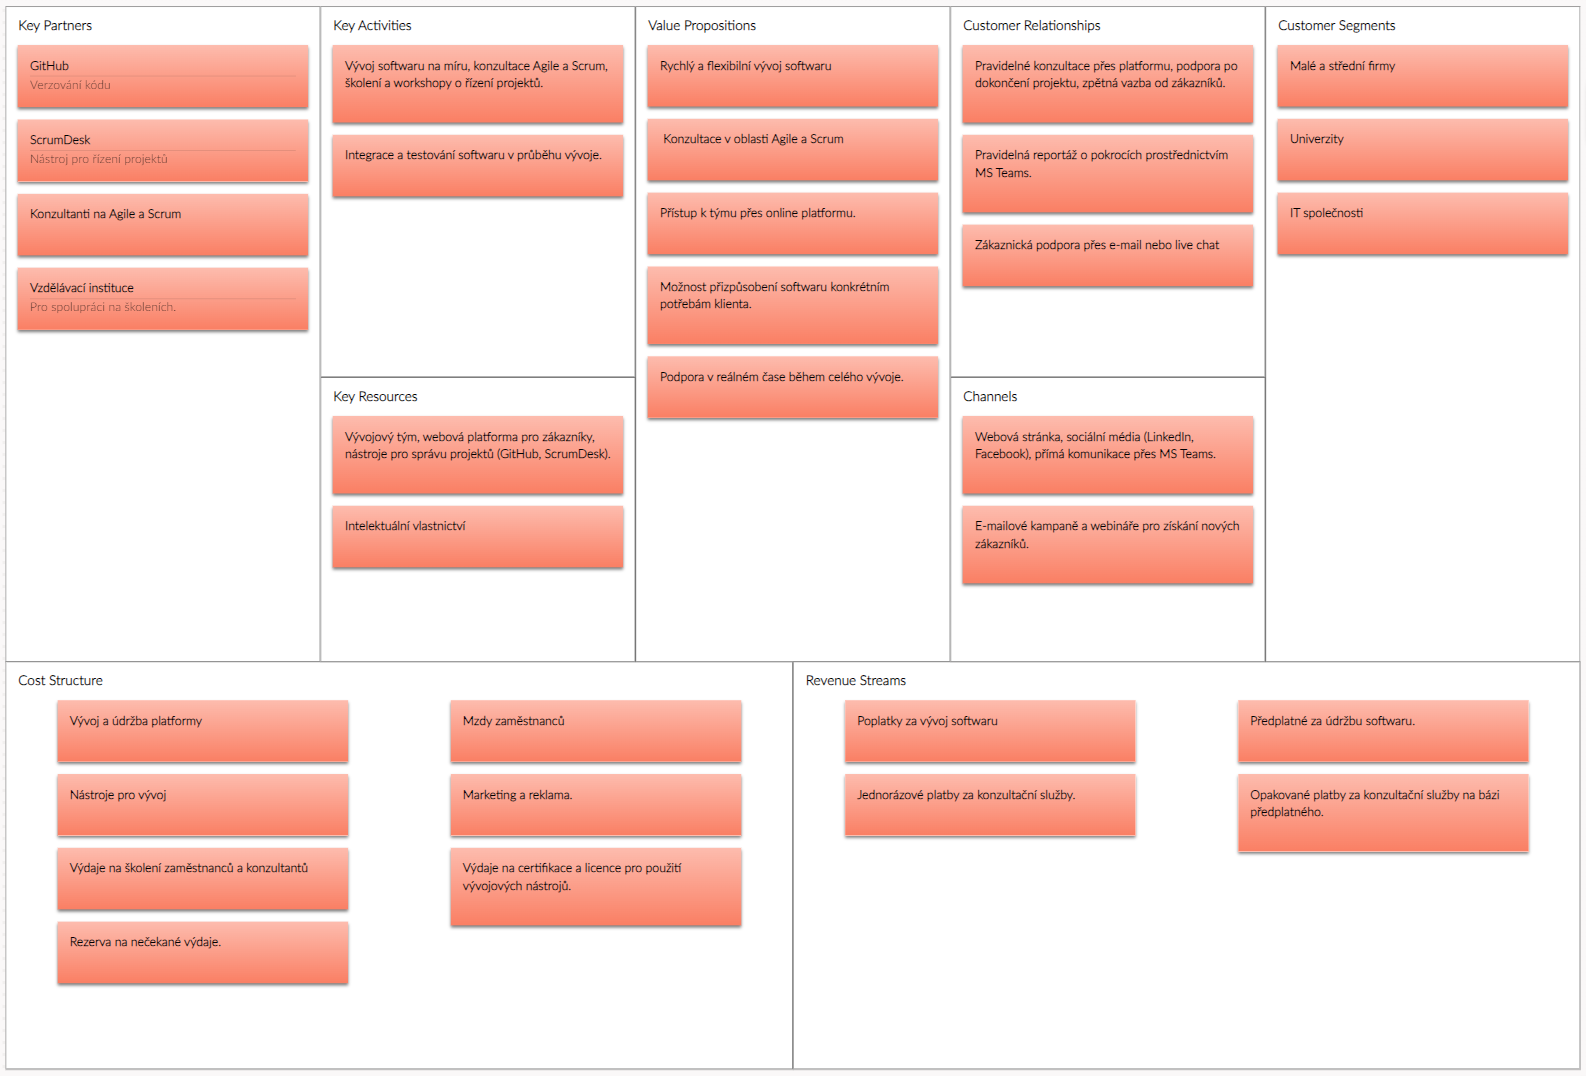 Key Partners
GitHub
Verzování kódu
ScrumDesk
Nástroj pro řízení projektů
Konzultanti na Agile a Scrum
Vzdělávací instituce
Pro spolupráci na školeních.
Key Activities
Vývoj softwaru na míru, konzultace Agile a Scrum,
školení a workshopy o řízení projektů.
Integrace a testování softwaru v průběhu vývoje.
Key Resources
Vývojový tým, webová platforma pro zákazníky,
nástroje pro správu projektů (GitHub, ScrumDesk).
Intelektuální vlastnictví
Value Propositions
Rychlý a flexibilní vývoj softwaru
Konzultace v oblasti Agile a Scrum
Přístup k týmu přes online platformu.
Možnost přizpůsobení softwaru konkrétním
potřebám klienta.
Podpora v reálném čase během celého vývoje.
Customer Relationships
Pravidelné konzultace přes platformu, podpora po
dokončení projektu, zpětná vazba od zákazníků.
Pravidelná reportáž o pokrocích prostřednictvím
MS Teams.
Zákaznická podpora přes e-mail nebo live chat
Channels
Webová stránka, sociální média (LinkedIn,
Facebook), přímá komunikace přes MS Teams.
E-mailové kampaně a webináře pro získání nových
zákazníků.
Customer Segments
Malé a střední firmy
Univerzity
IT společnosti
Cost Structure
Vývoj a údržba platformy
Nástroje pro vývoj
Výdaje na školení zaměstnanců a konzultantů
Rezerva na nečekané výdaje.
Mzdy zaměstnanců
Marketing a reklama.
Výdaje na certifikace a licence pro použití
vývojových nástrojů.
Revenue Streams
Poplatky za vývoj softwaru
Jednorázové platby za konzultační služby.
Předplatné za údržbu softwaru.
Opakované platby za konzultační služby na bázi
předplatného.